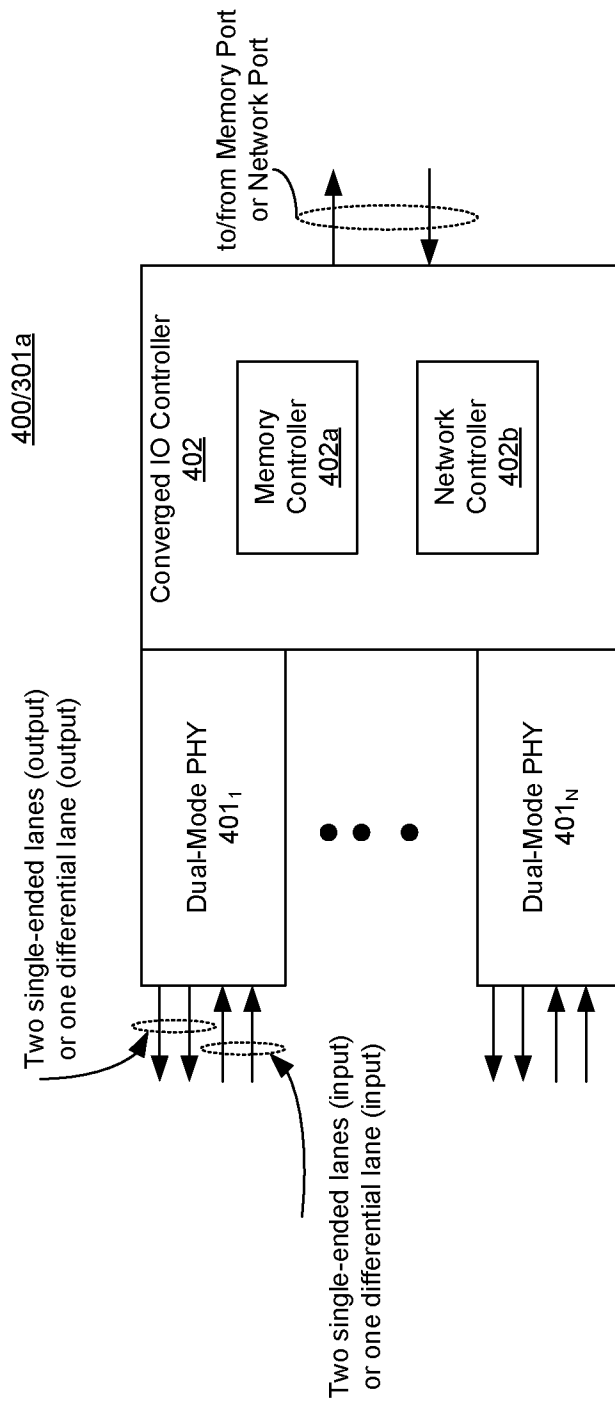 400/301a
Two single-ended lanes (output)
or one differential lane (output)
Two single-ended lanes (input)
or one differential lane (input)
Dual-Mode PHY
401₁
Dual-Mode PHY
401ₙ
Converged IO Controller
402
Memory
Controller
402a
Network
Controller
402b
to/from Memory Port
or Network Port